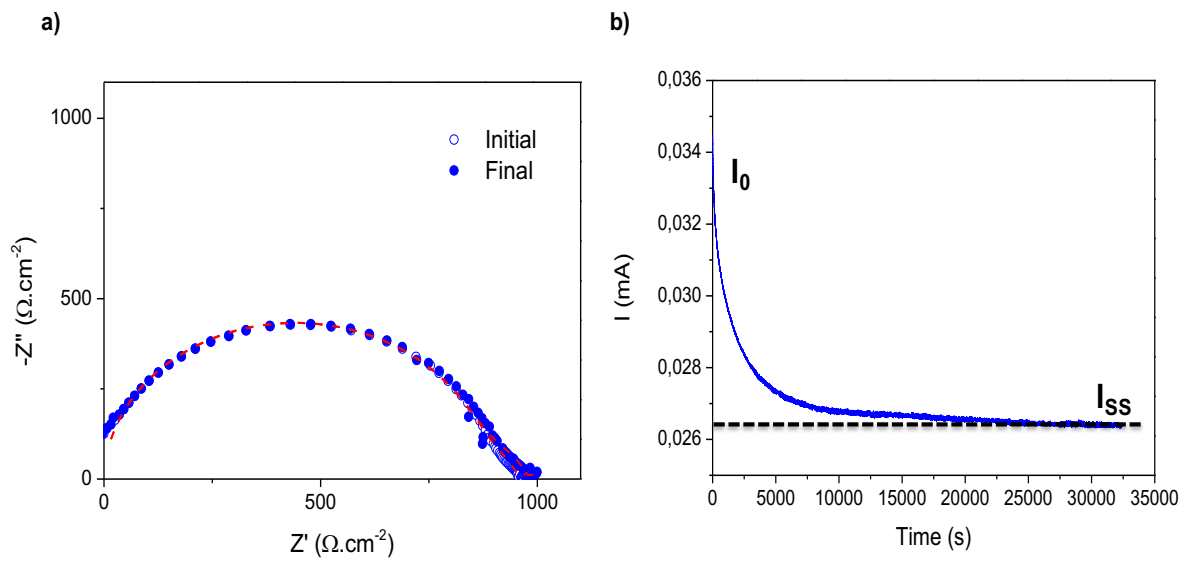 a)
1000
500
0
-Z" (Ω.cm⁻²)
Initial
Final
0
500
1000
Z' (Ω.cm⁻²)
b)
0,036
0,034
0,032
0,030
0,028
0,026
I (mA)
I₀
Iₛₛ
0
5000
10000
15000
20000
25000
30000
35000
Time (s)